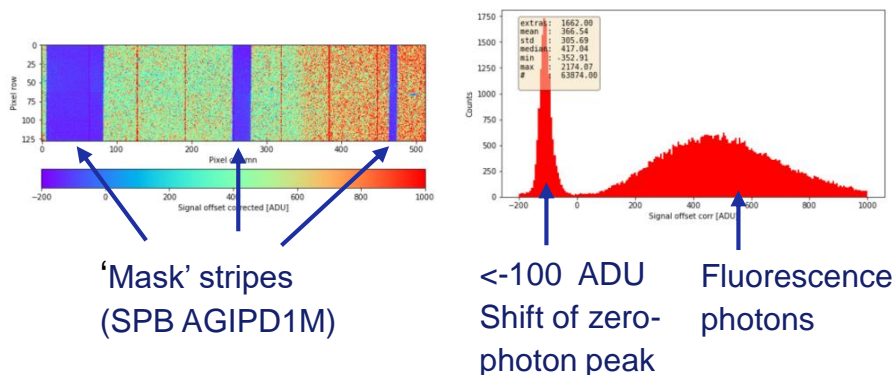 0
25
50
75
100
125
Pixel row
0 100 200 300 400 500
Pixel column
-200 0 200 400 600 800 1000
Signal offset corrected [ADU]
'Mask' stripes
(SPB AGIPD1M)
1750
1500
1250
1000
750
500
250
0
Counts
extras: 1662.00
mean : 366.54
std : 305.69
median: 417.04
min : -352.91
max : 2174.07
# : 63874.00
-200 0 200 400 600 800 1000
Signal offset corr [ADU]
<-100 ADU
Shift of zero-
photon peak
Fluorescence
photons